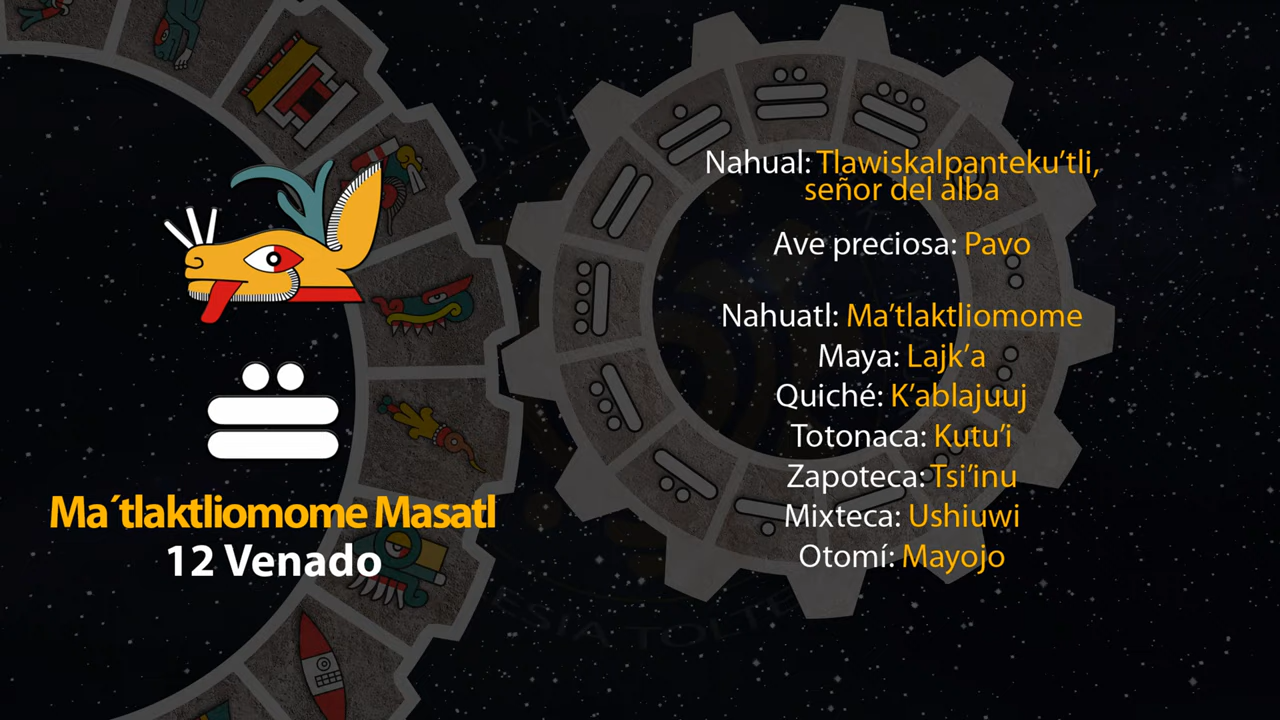 Ma´tlaktliomome Masatl
12 Venado
Nahual: Tlawiskalpanteku’tli,
señor del alba
Ave preciosa: Pavo
Nahuatl: Ma’tlaktliomome
Maya: Lajk’a
Quiché: K’ablajuuj
Totonaca: Kutu’i
Zapoteca: Tsi’inu
Mixteca: Ushiuwi
Otomí: Mayojo